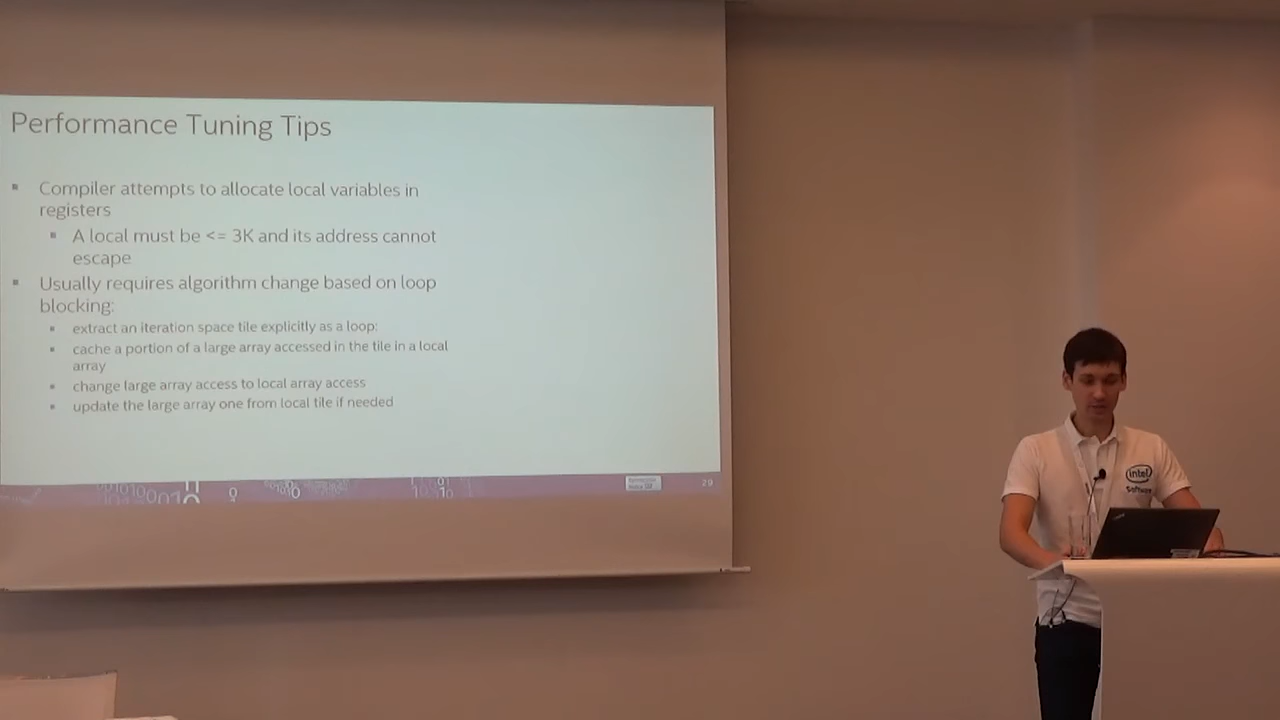 Performance Tuning Tips
Compiler attempts to allocate local variables in
registers
A local must be <= 3K and its address cannot
escape
Usually requires algorithm change based on loop
blocking:
extract an iteration space tile explicitly as a loop:
cache a portion of a large array accessed in the tile in a local
array
change large array access to local array access
update the large array one from local tile if needed
29
intel
Software